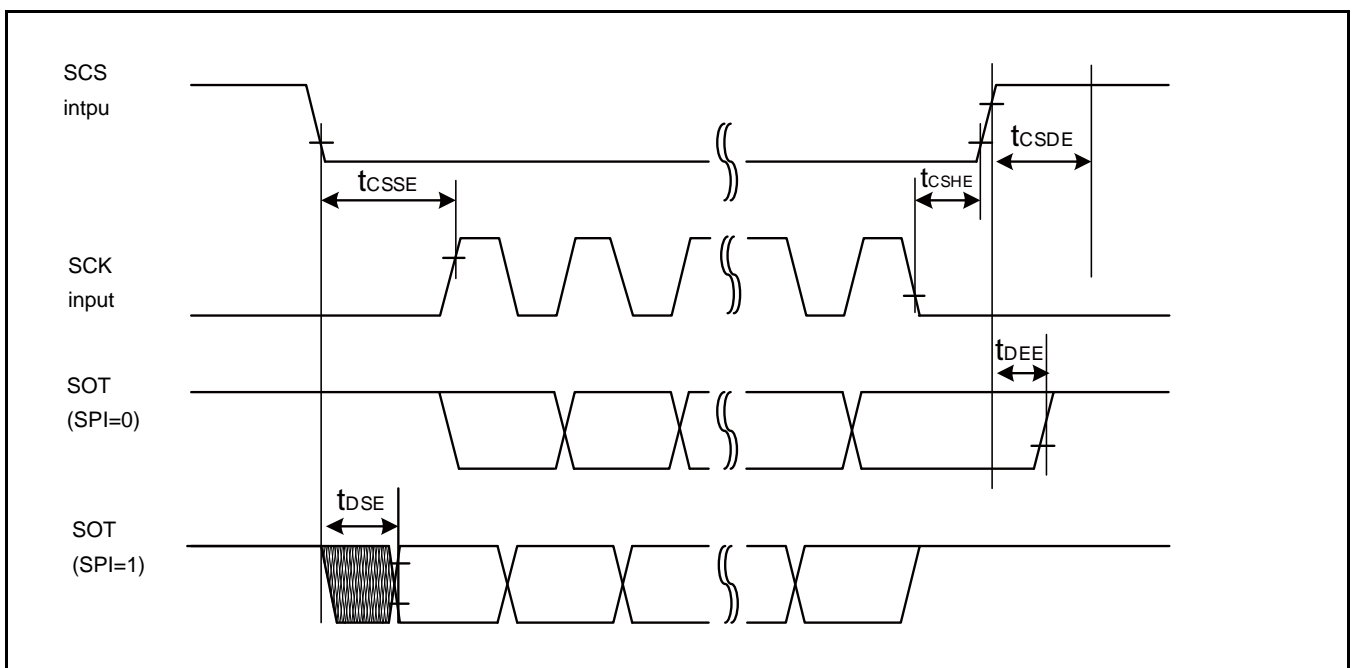 SCS
intpu
tCSDE
tCSSE
tCSHE
SCK
input
tDEE
SOT
(SPI=0)
tDSE
SOT
(SPI=1)